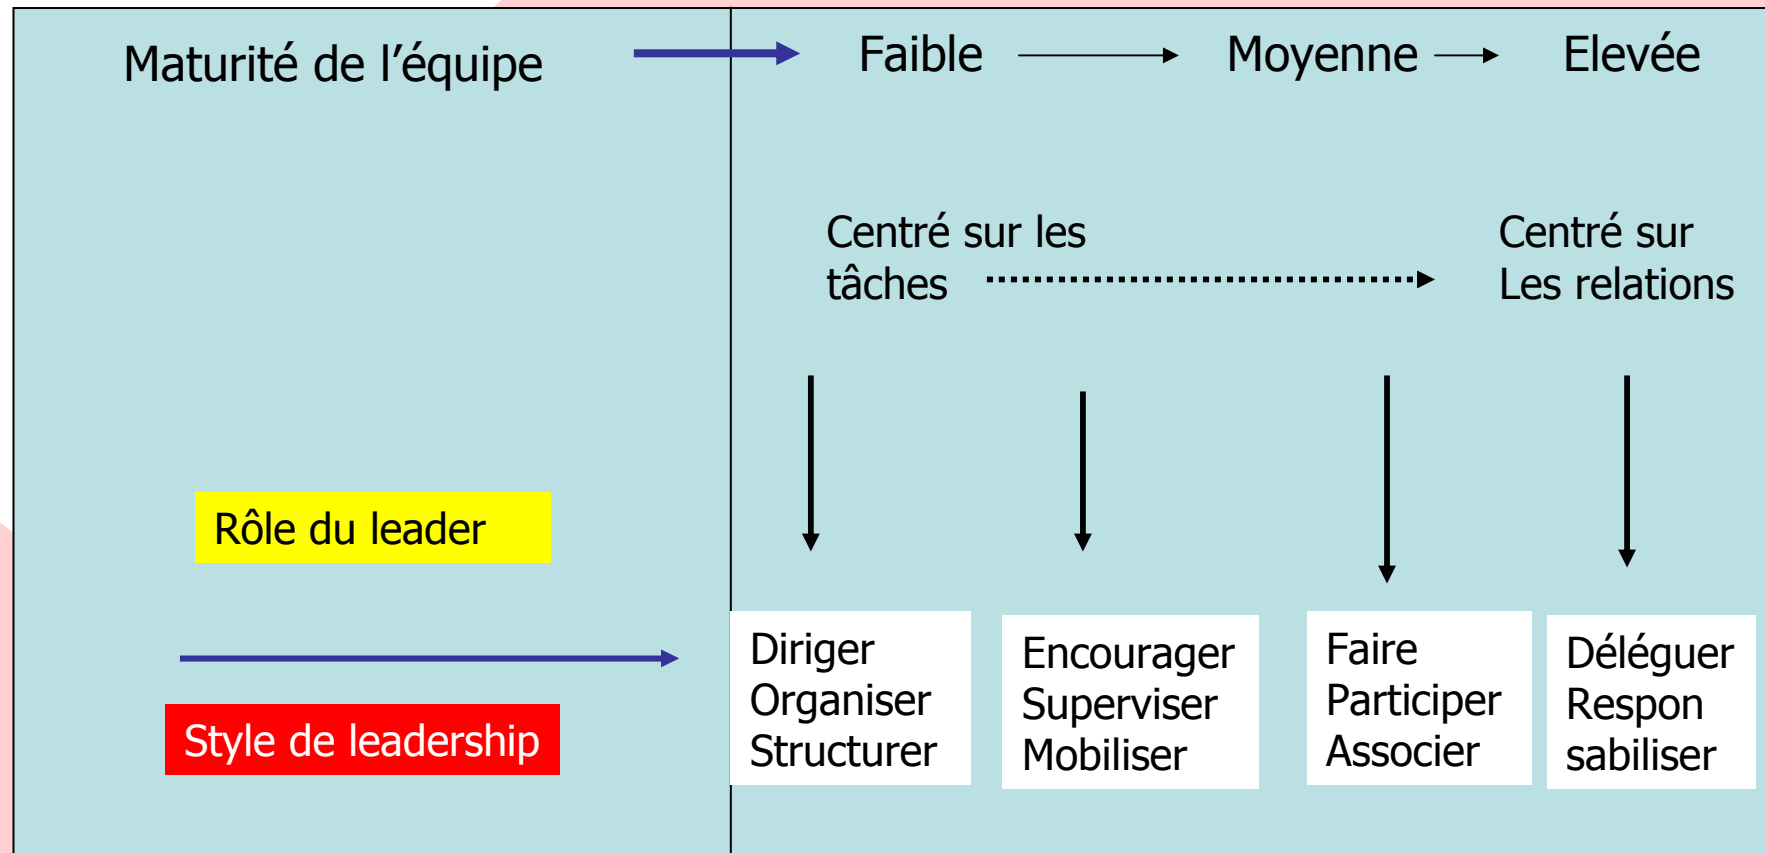 Maturité de l’équipe
Faible
Moyenne
Elevée
Centré sur les
tâches
Centré sur
Les relations
Rôle du leader
Style de leadership
Diriger
Organiser
Structurer
Encourager
Superviser
Mobiliser
Faire
Participer
Associer
Déléguer
Respon
sabiliser